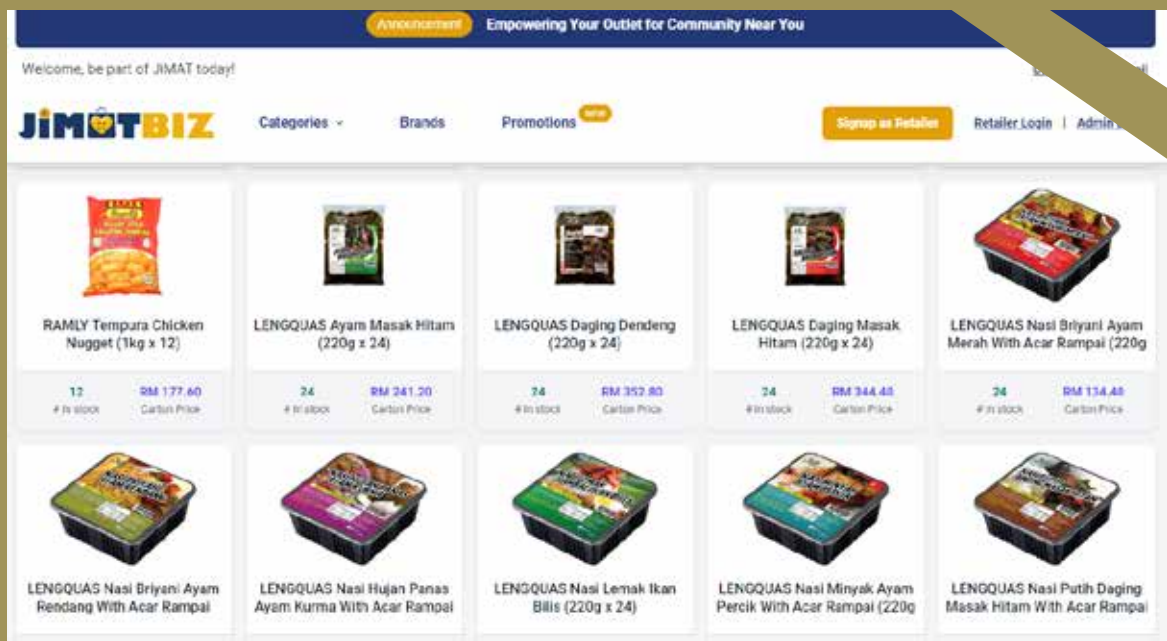 Announcement Empowering Your Outlet for Community Near You
Welcome, be part of JiMAT today!
JiMATBIZ Categories Brands Promotions NEW Signup as Retailer Retailer Login | Admin
RAMLY Tempura Chicken
Nugget (1kg x 12)
12 RM 177.60
# In stock Carton Price
LENGQUAS Ayam Masak Hitam
(220g x 24)
24 RM 241.20
# In stock Carton Price
LENGQUAS Daging Dendeng
(220g x 24)
24 RM 352.80
# In stock Carton Price
LENGQUAS Daging Masak
Hitam (220g x 24)
24 RM 344.40
# In stock Carton Price
LENGQUAS Nasi Briyani Ayam
Merah With Acar Rampai (220g
24 RM 134.40
# In stock Carton Price
LENGQUAS Nasi Briyani Ayam
Rendang With Acar Rampai
LENGQUAS Nasi Hujan Panas
Ayam Kurma With Acar Rampai
LENGQUAS Nasi Lemak Ikan
Bilis (220g x 24)
LENGQUAS Nasi Minyak Ayam
Percik With Acar Rampai (220g
LENGQUAS Nasi Putih Daging
Masak Hitam With Acar Rampai